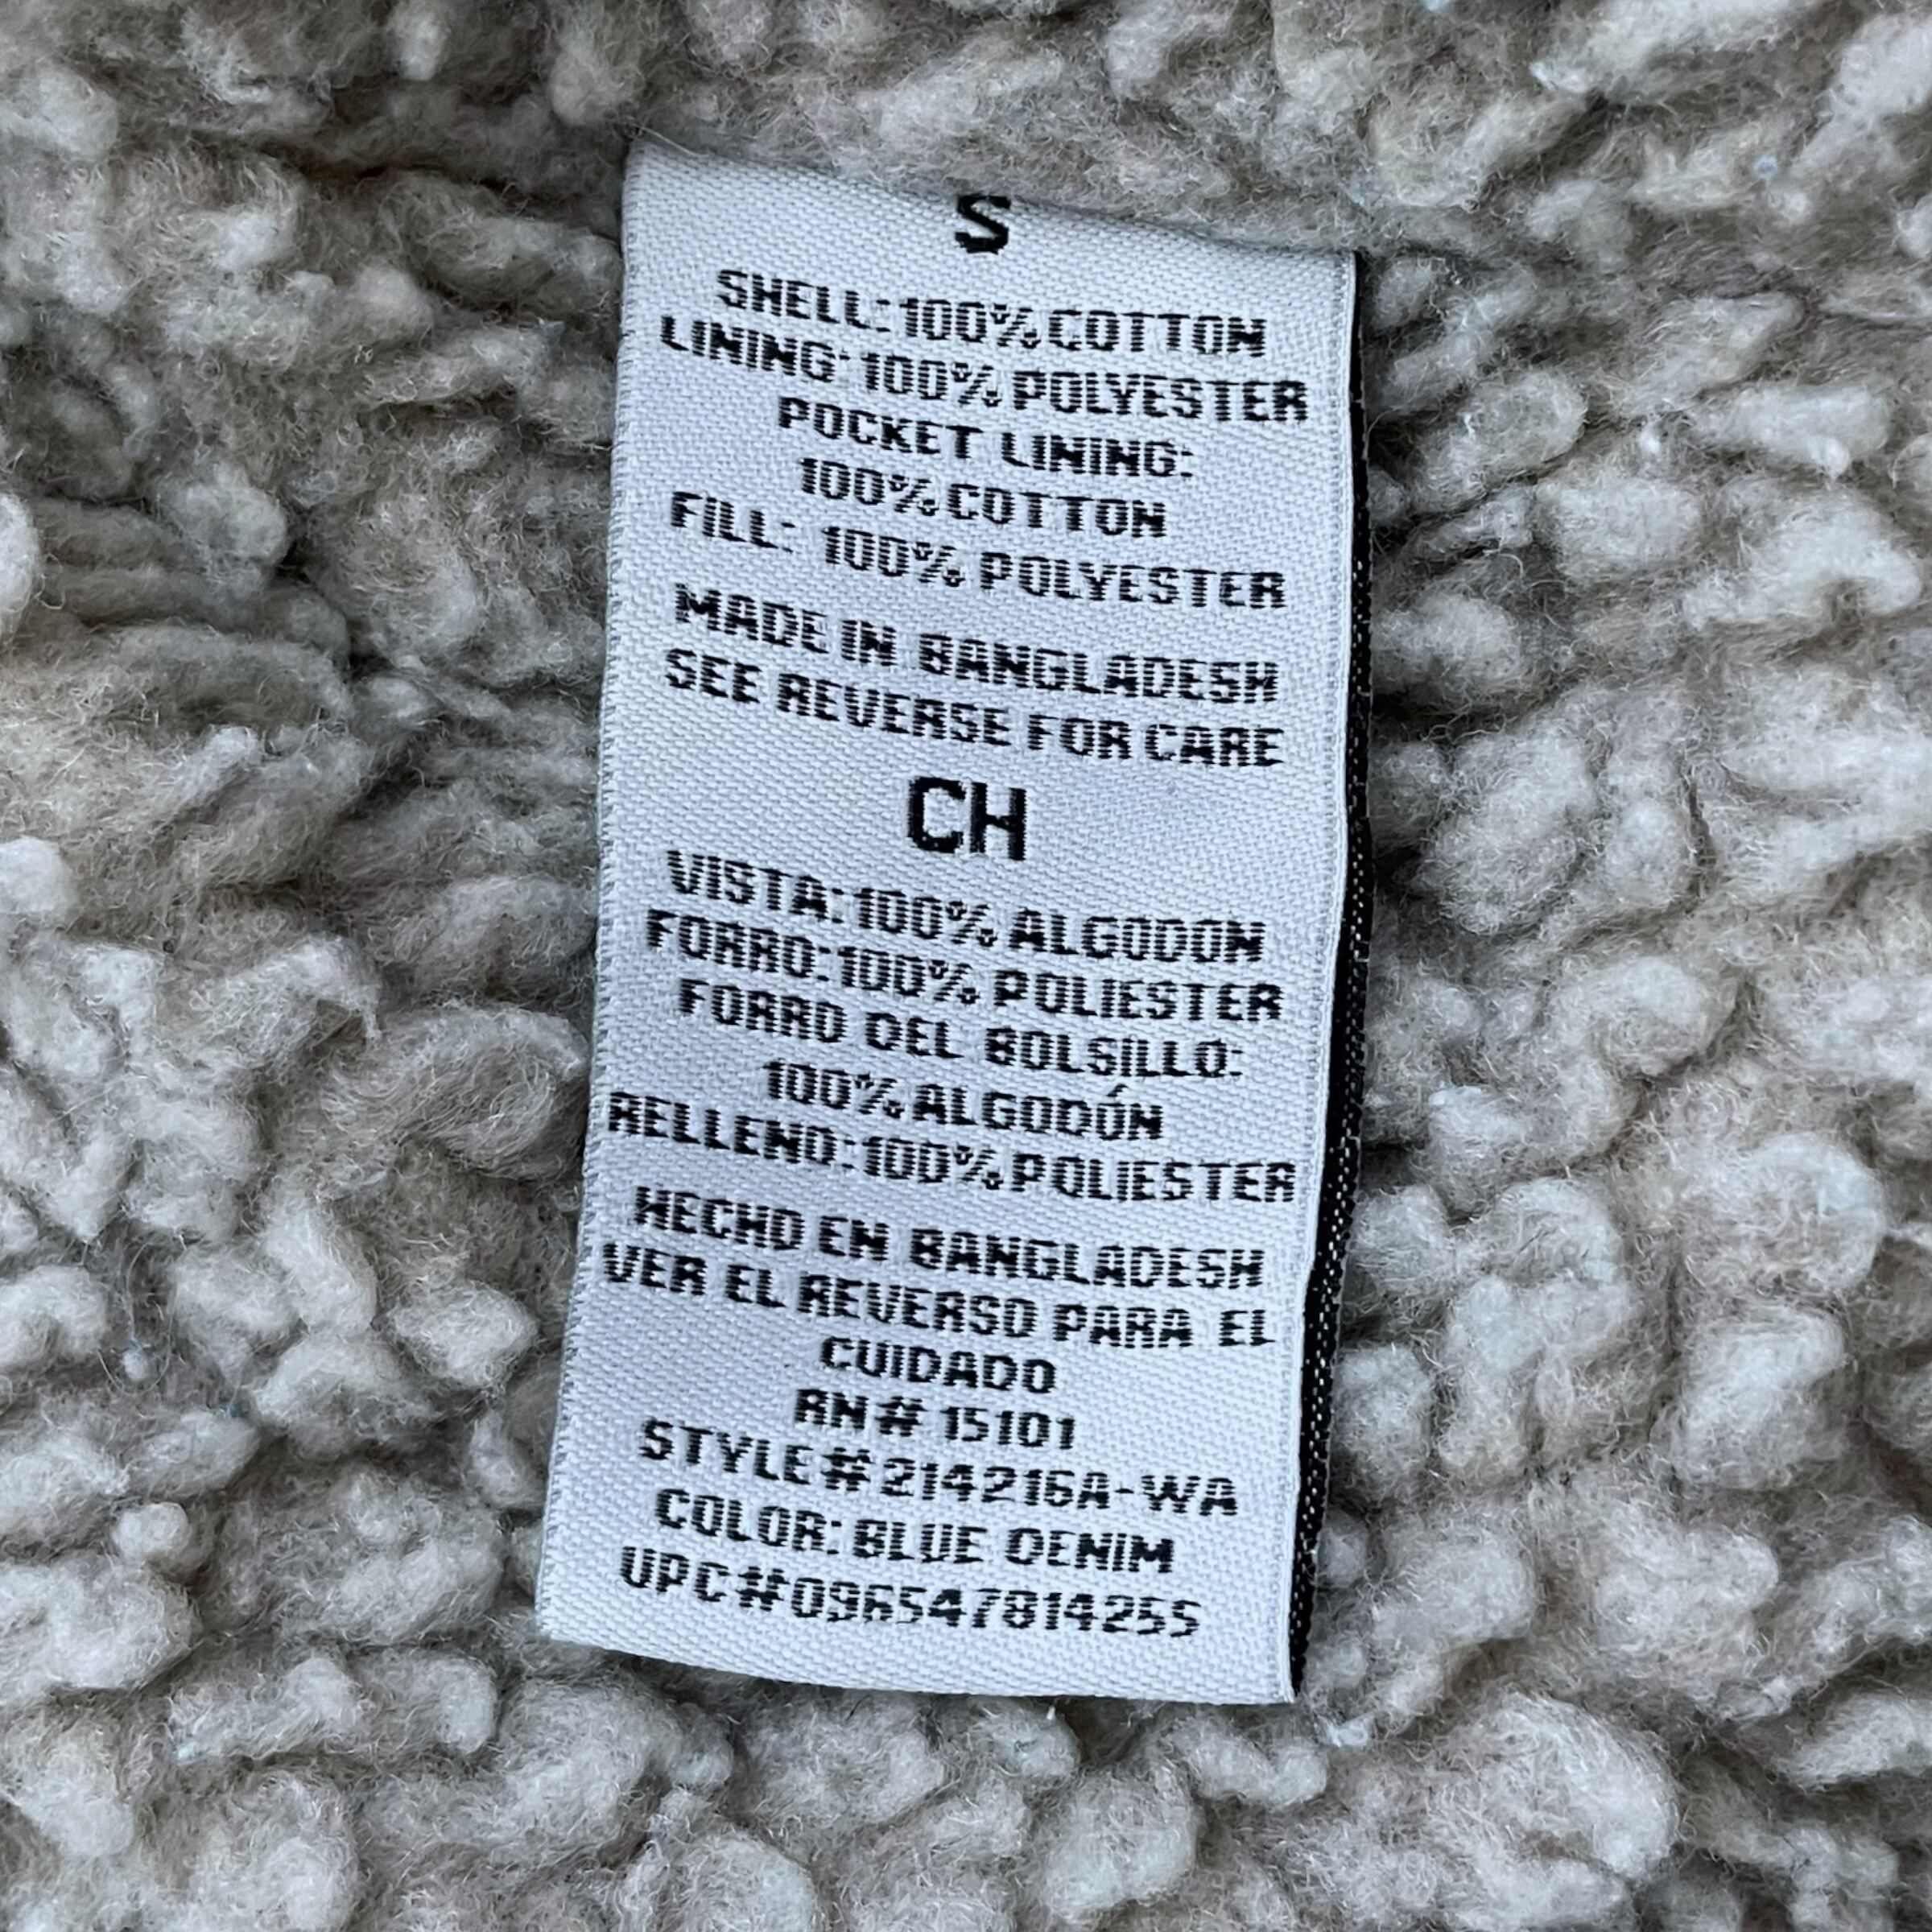 S
SHELL:100% COTTON
LINING:100% POLYESTER
POCKET LINING:
100% COTTON
FILL: 100% POLYESTER
MADE IN BANGLADESH
SEE REVERSE FOR CARE
CH
VISTA:100% ALGODON
FORRO:100% POLIESTER
FORRO DEL BOLSILLO:
100% ALGODÓN
RELLENO:100% POLIESTER
HECHO EN BANGLADESH
VER EL REVERSO PARA EL
CUIDADO
RN# 15101
STYLE# 214216A-WA
COLOR: BLUE DENIM
UPC#096547814255